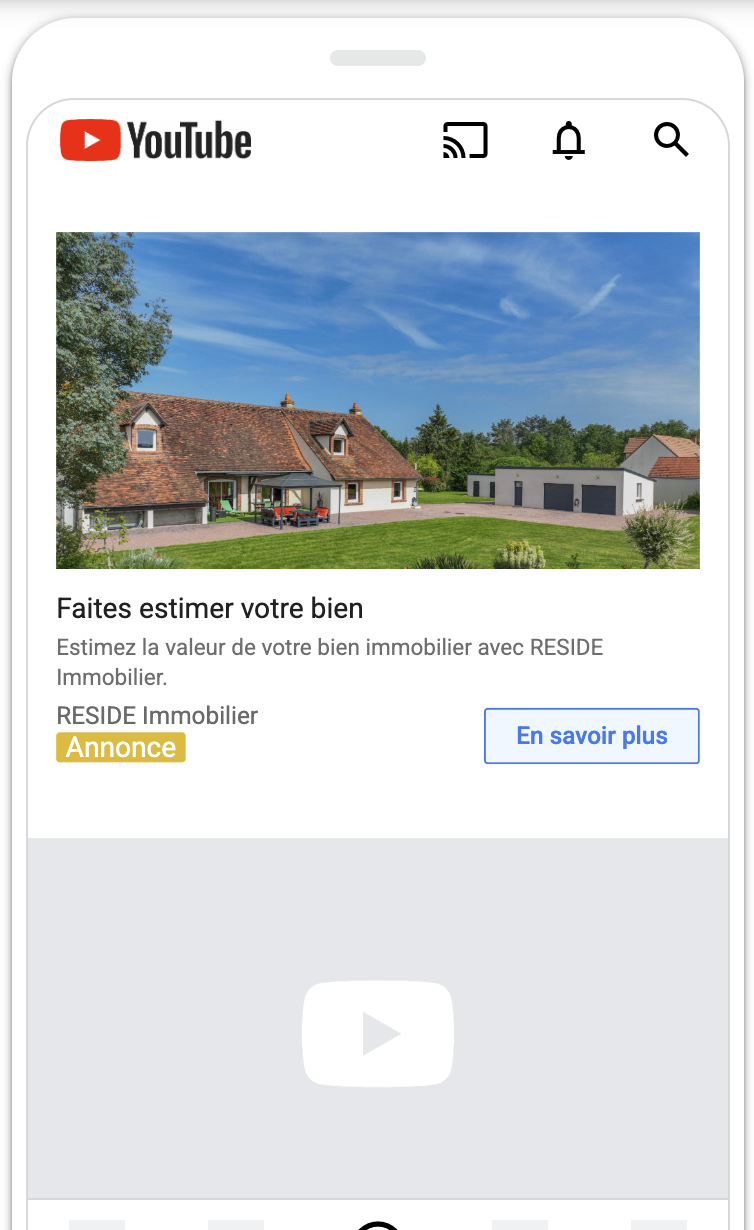 YouTube
Faites estimer votre bien
Estimez la valeur de votre bien immobilier avec RESIDE
Immobilier.
RESIDE Immobilier
Annonce
En savoir plus